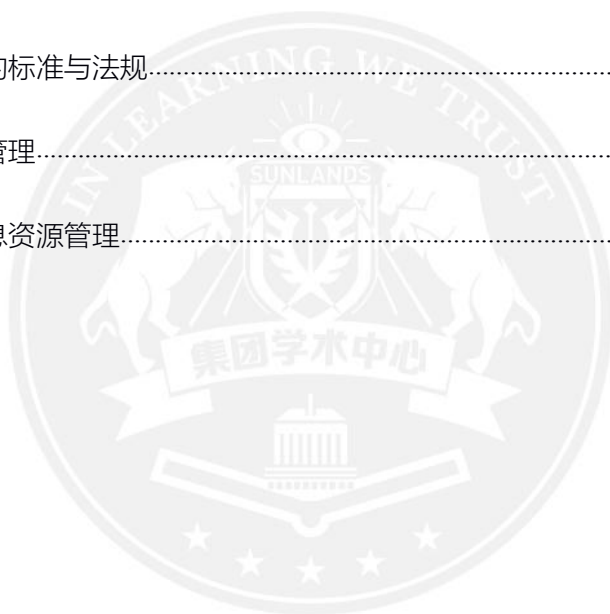 的标准与法规............................................................
管理............................................................
息资源管理............................................................
IN LEARNING WE TRUST
SUNLANDS
集团学术中心